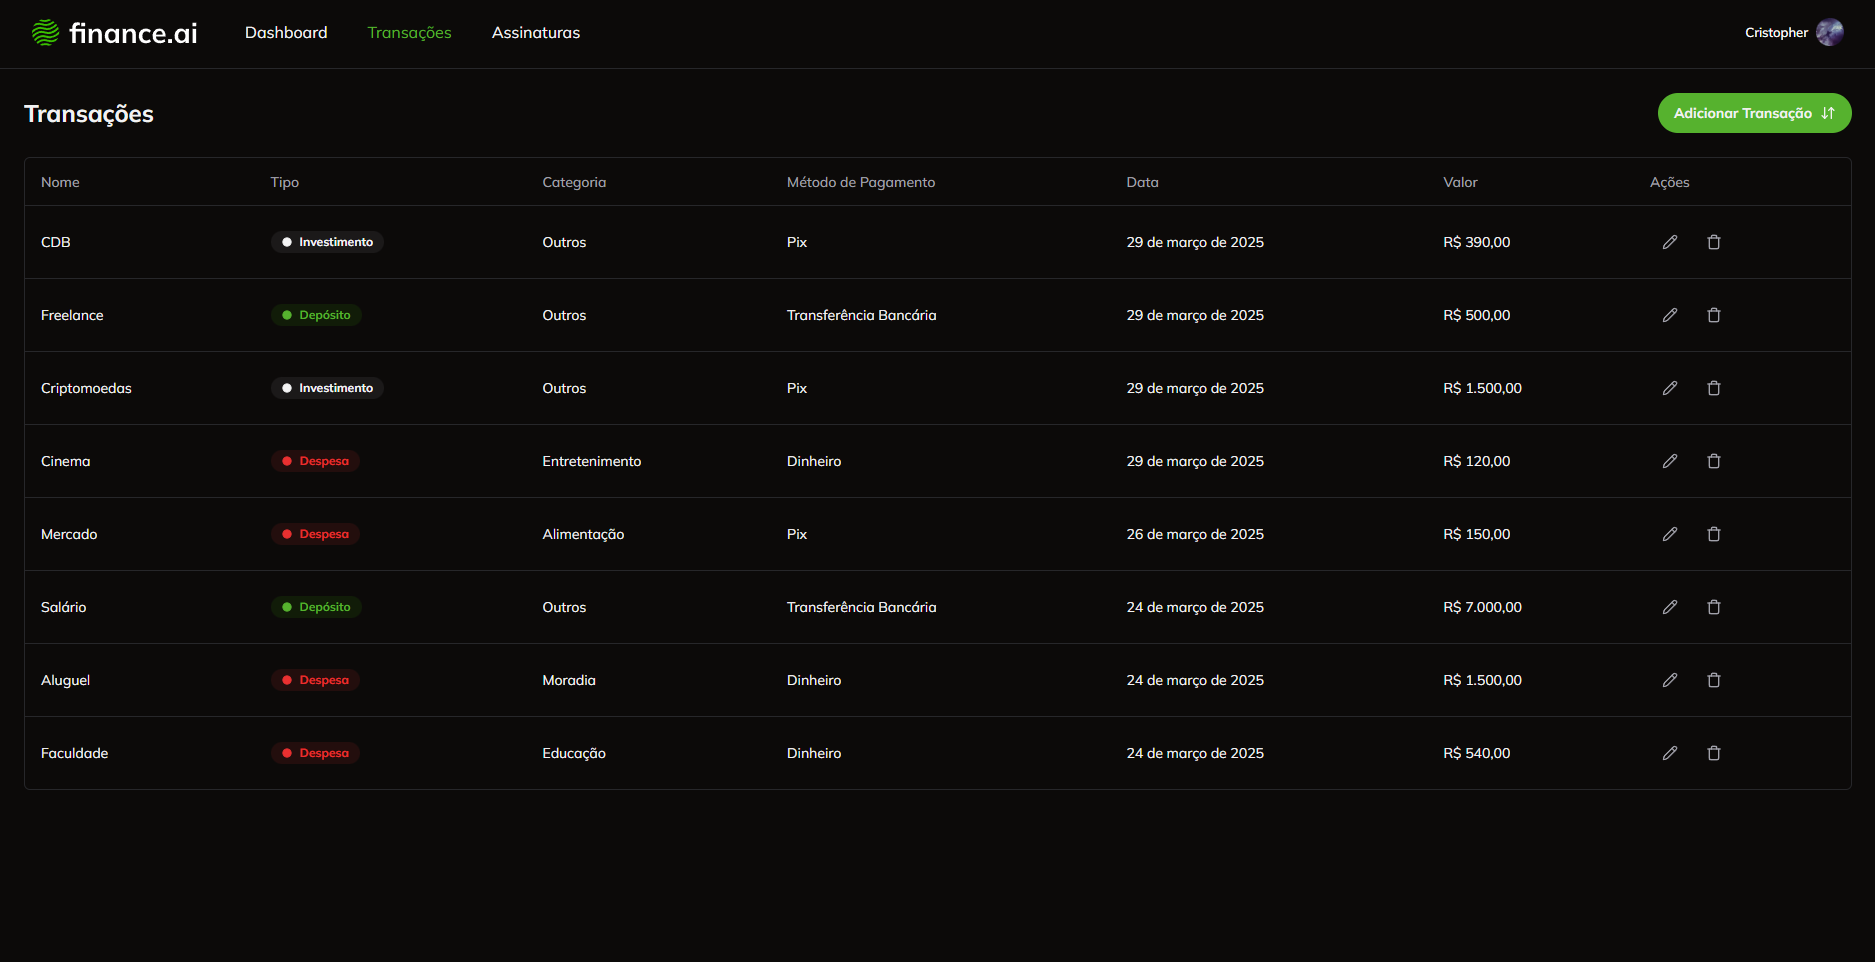 finance.ai Dashboard Transações Assinaturas Cristopher
Transações Adicionar Transação
Nome Tipo Categoria Método de Pagamento Data Valor Ações
CDB Investimento Outros Pix 29 de março de 2025 R$ 390,00
Freelance Depósito Outros Transferência Bancária 29 de março de 2025 R$ 500,00
Criptomoedas Investimento Outros Pix 29 de março de 2025 R$ 1.500,00
Cinema Despesa Entretenimento Dinheiro 29 de março de 2025 R$ 120,00
Mercado Despesa Alimentação Pix 26 de março de 2025 R$ 150,00
Salário Depósito Outros Transferência Bancária 24 de março de 2025 R$ 7.000,00
Aluguel Despesa Moradia Dinheiro 24 de março de 2025 R$ 1.500,00
Faculdade Despesa Educação Dinheiro 24 de março de 2025 R$ 540,00